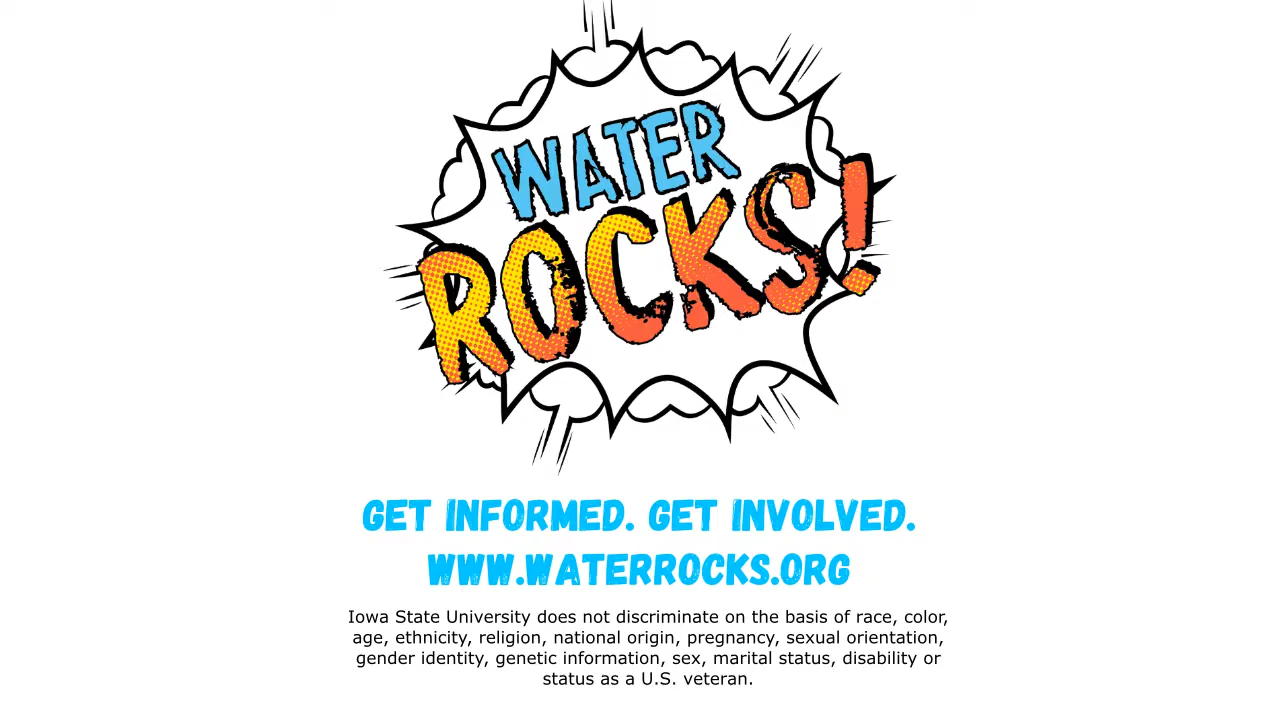 WATER
ROCKS!
GET INFORMED. GET INVOLVED.
WWW.WATERROCKS.ORG
Iowa State University does not discriminate on the basis of race, color,
age, ethnicity, religion, national origin, pregnancy, sexual orientation,
gender identity, genetic information, sex, marital status, disability or
status as a U.S. veteran.